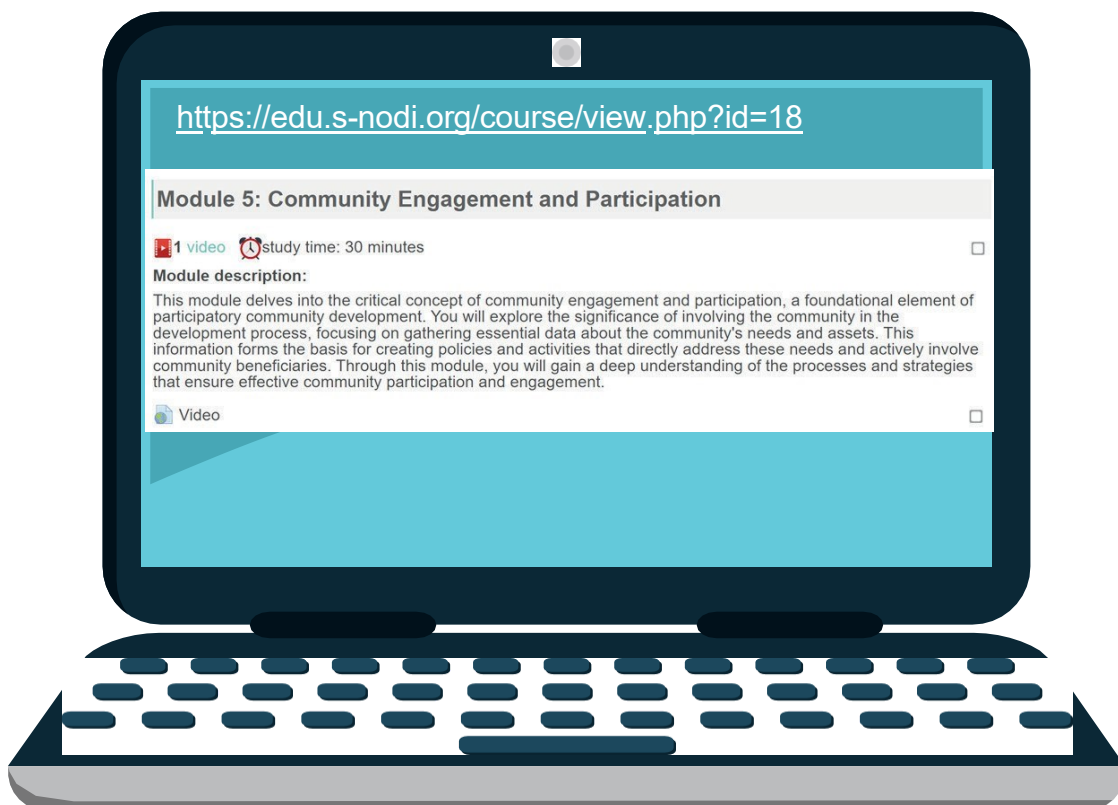 https://edu.s-nodi.org/course/view.php?id=18
Module 5: Community Engagement and Participation
1 video study time: 30 minutes
Module description:
This module delves into the critical concept of community engagement and participation, a foundational element of
participatory community development. You will explore the significance of involving the community in the
development process, focusing on gathering essential data about the community's needs and assets. This
information forms the basis for creating policies and activities that directly address these needs and actively involve
community beneficiaries. Through this module, you will gain a deep understanding of the processes and strategies
that ensure effective community participation and engagement.
Video